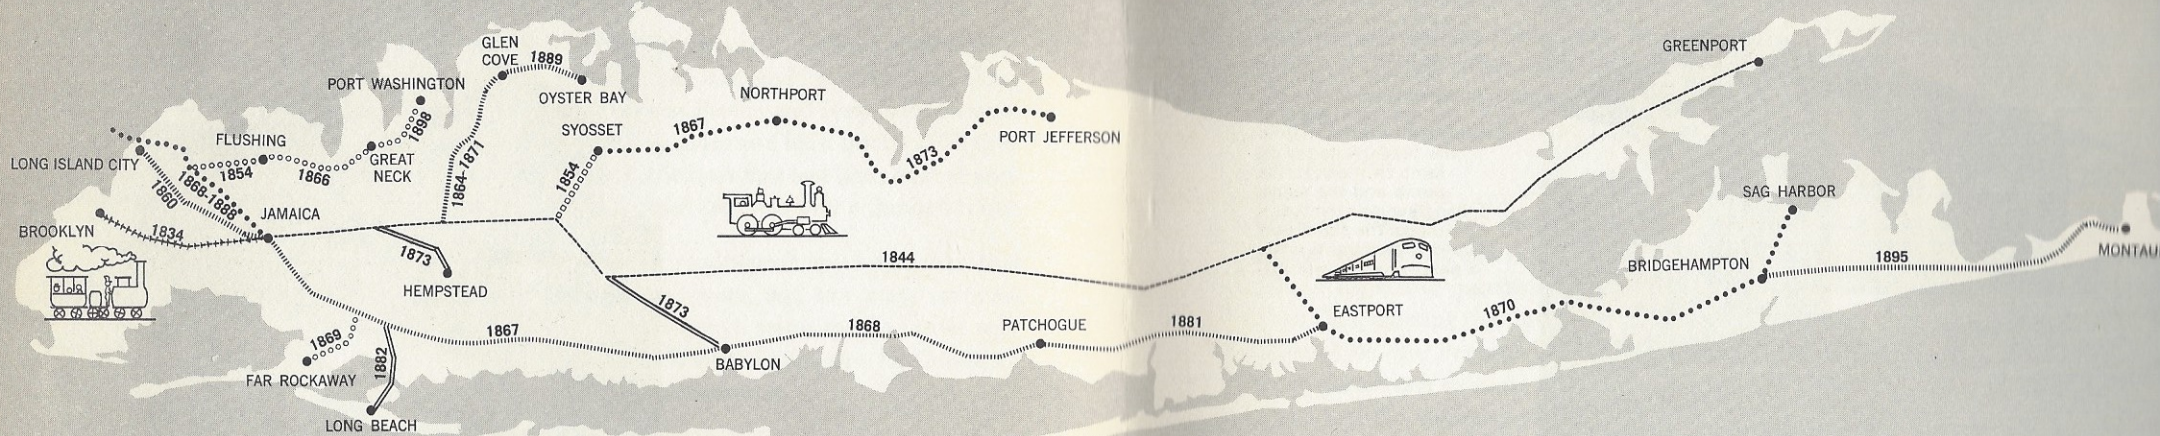 GREENPORT
GLEN
COVE
1889
PORT WASHINGTON
OYSTER BAY
NORTHPORT
1898
FLUSHING
SYOSSET
1867
PORT JEFFERSON
LONG ISLAND CITY
1854
1866
GREAT
NECK
1864-1871
1854
1873
1860
1868-1888
JAMAICA
SAG HARBOR
BROOKLYN
1834
1873
HEMPSTEAD
1844
BRIDGEHAMPTON
1895
MONTAU
1873
EASTPORT
1870
1869
1867
1868
PATCHOGUE
1881
FAR ROCKAWAY
1882
BABYLON
LONG BEACH